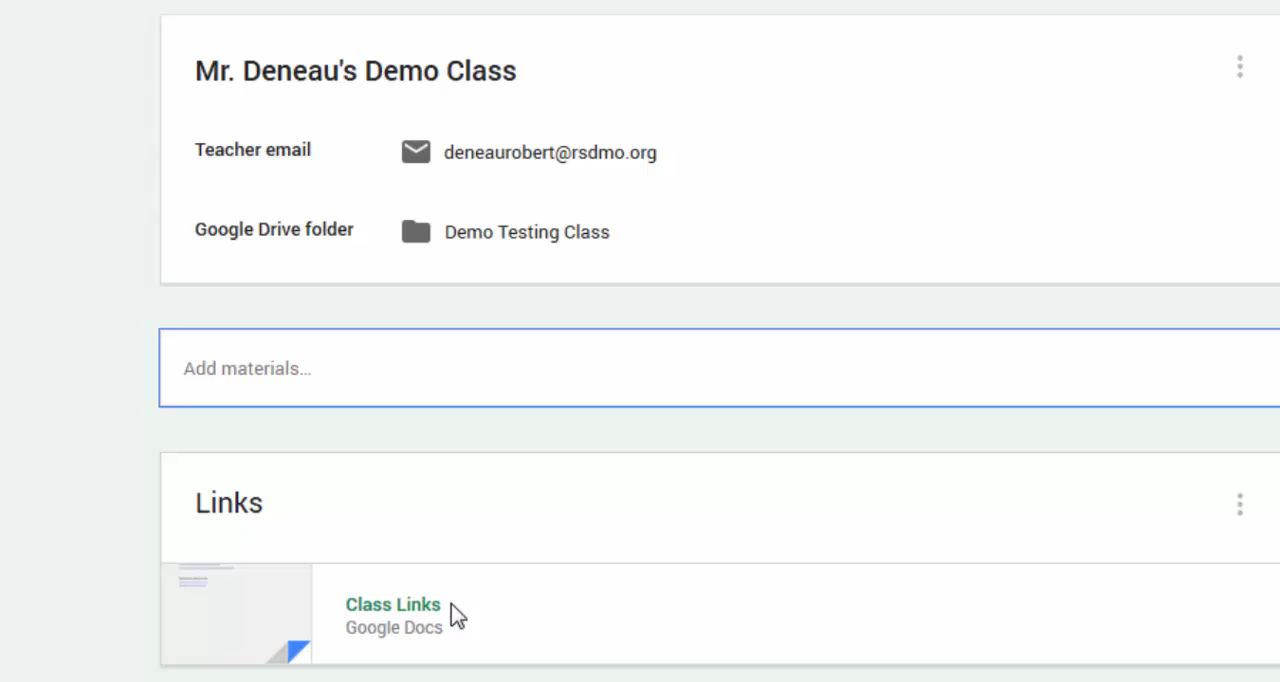 Mr. Deneau's Demo Class
Teacher email deneaurobert@rsdmo.org
Google Drive folder Demo Testing Class
Add materials...
Links
Class Links
Google Docs